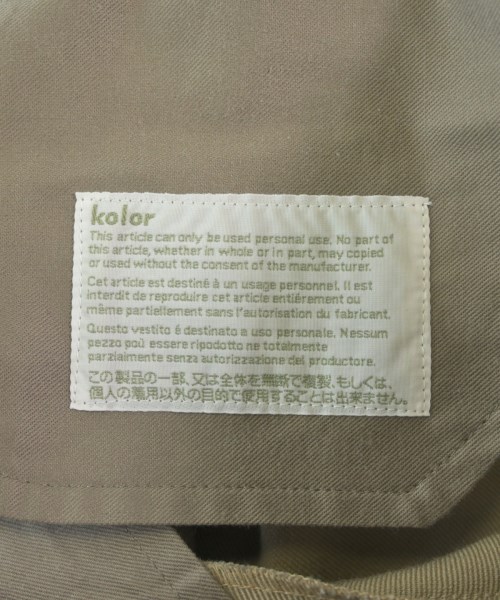 kolor
This article can only be used personal use. No part of
this article, whether in whole or in part, may copied
or used without the consent of the manufacturer.
Cet article est destiné à un usage personnel. Il est
interdit de reproduire cet article entiérement ou
même partiellement sans l'autorisation du fabricant.
Questo vestito é destinato a uso personale. Nessum
pezzo può essere ripodotto ne totalmente
parzialmente senza autorizzazione del productore.
この製品の一部、又は全体を無断で複製、もしくは、
個人の着用以外の目的で使用することは出来ません。